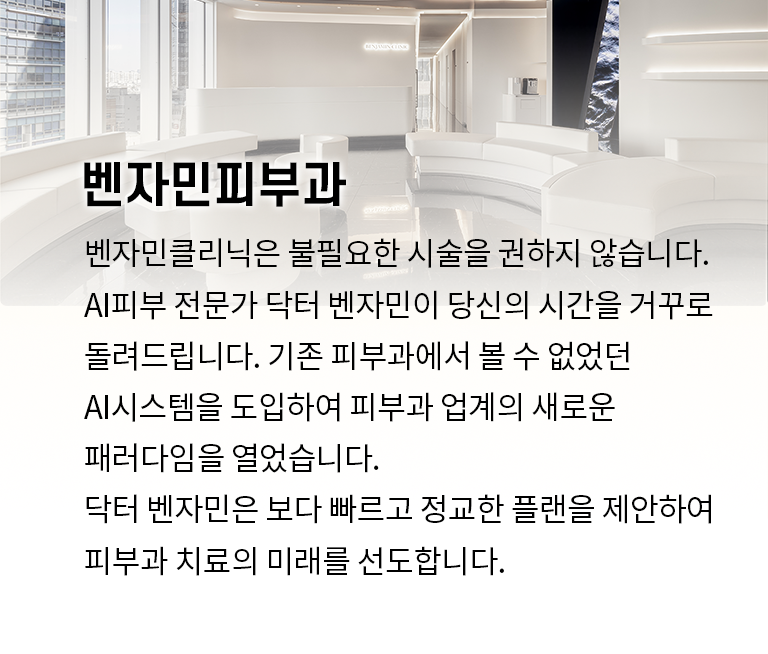 벤자민피부과
벤자민클리닉은 불필요한 시술을 권하지 않습니다.
AI피부 전문가 닥터 벤자민이 당신의 시간을 거꾸로
돌려드립니다. 기존 피부과에서 볼 수 없었던
AI시스템을 도입하여 피부과 업계의 새로운
패러다임을 열었습니다.
닥터 벤자민은 보다 빠르고 정교한 플랜을 제안하여
피부과 치료의 미래를 선도합니다.